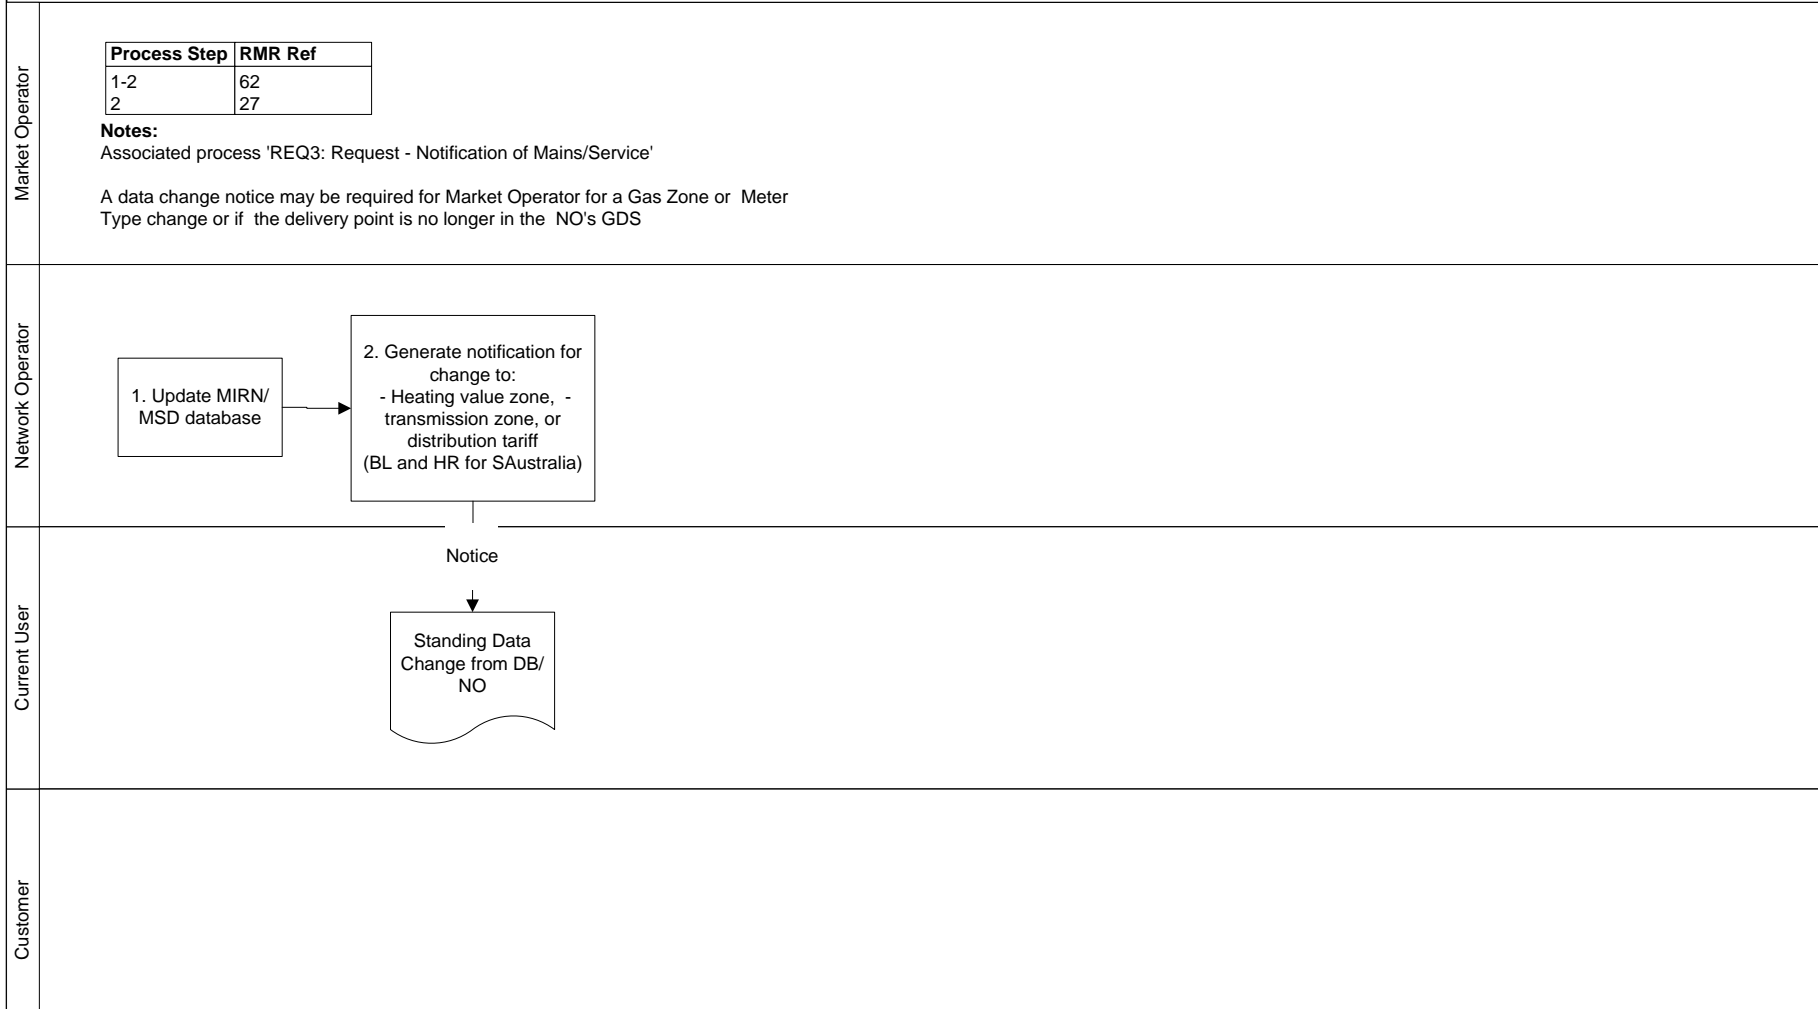 Market Operator
Process Step RMR Ref
1-2 62
2 27
Notes:
Associated process 'REQ3: Request - Notification of Mains/Service'
A data change notice may be required for Market Operator for a Gas Zone or  Meter
Type change or if  the delivery point is no longer in the  NO's GDS
Network Operator
1. Update MIRN/
MSD database
2. Generate notification for
change to:
- Heating value zone,  -
transmission zone, or
distribution tariff
(BL and HR for SAustralia)
Current User
Notice
Standing Data
Change from DB/
NO
Customer